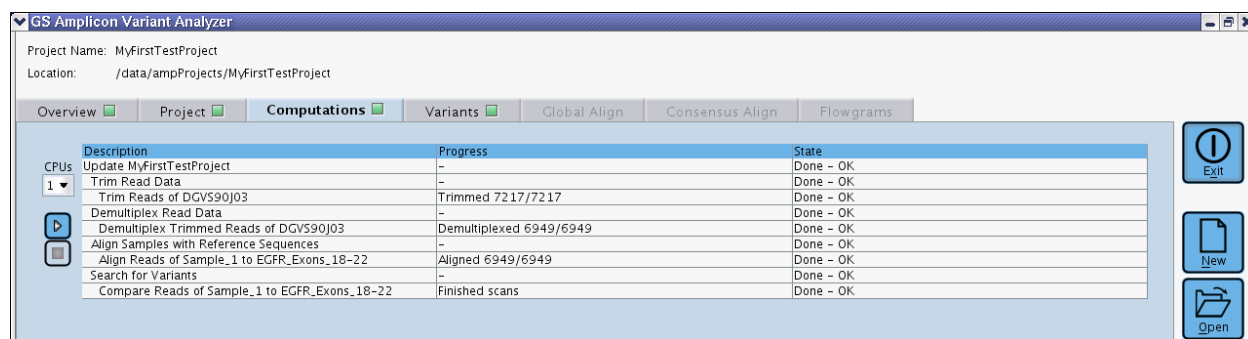 GS Amplicon Variant Analyzer
Project Name: MyFirstTestProject
Location: /data/ampProjects/MyFirstTestProject
Overview Project Computations Variants Global Align Consensus Align Flowgrams
CPUs
1
Description Progress State
Update MyFirstTestProject – Done – OK
Trim Read Data – Done – OK
Trim Reads of DGVS90J03 Trimmed 7217/7217 Done – OK
Demultiplex Read Data – Done – OK
Demultiplex Trimmed Reads of DGVS90J03 Demultiplexed 6949/6949 Done – OK
Align Samples with Reference Sequences – Done – OK
Align Reads of Sample_1 to EGFR_Exons_18–22 Aligned 6949/6949 Done – OK
Search for Variants – Done – OK
Compare Reads of Sample_1 to EGFR_Exons_18–22 Finished scans Done – OK
Exit
New
Open